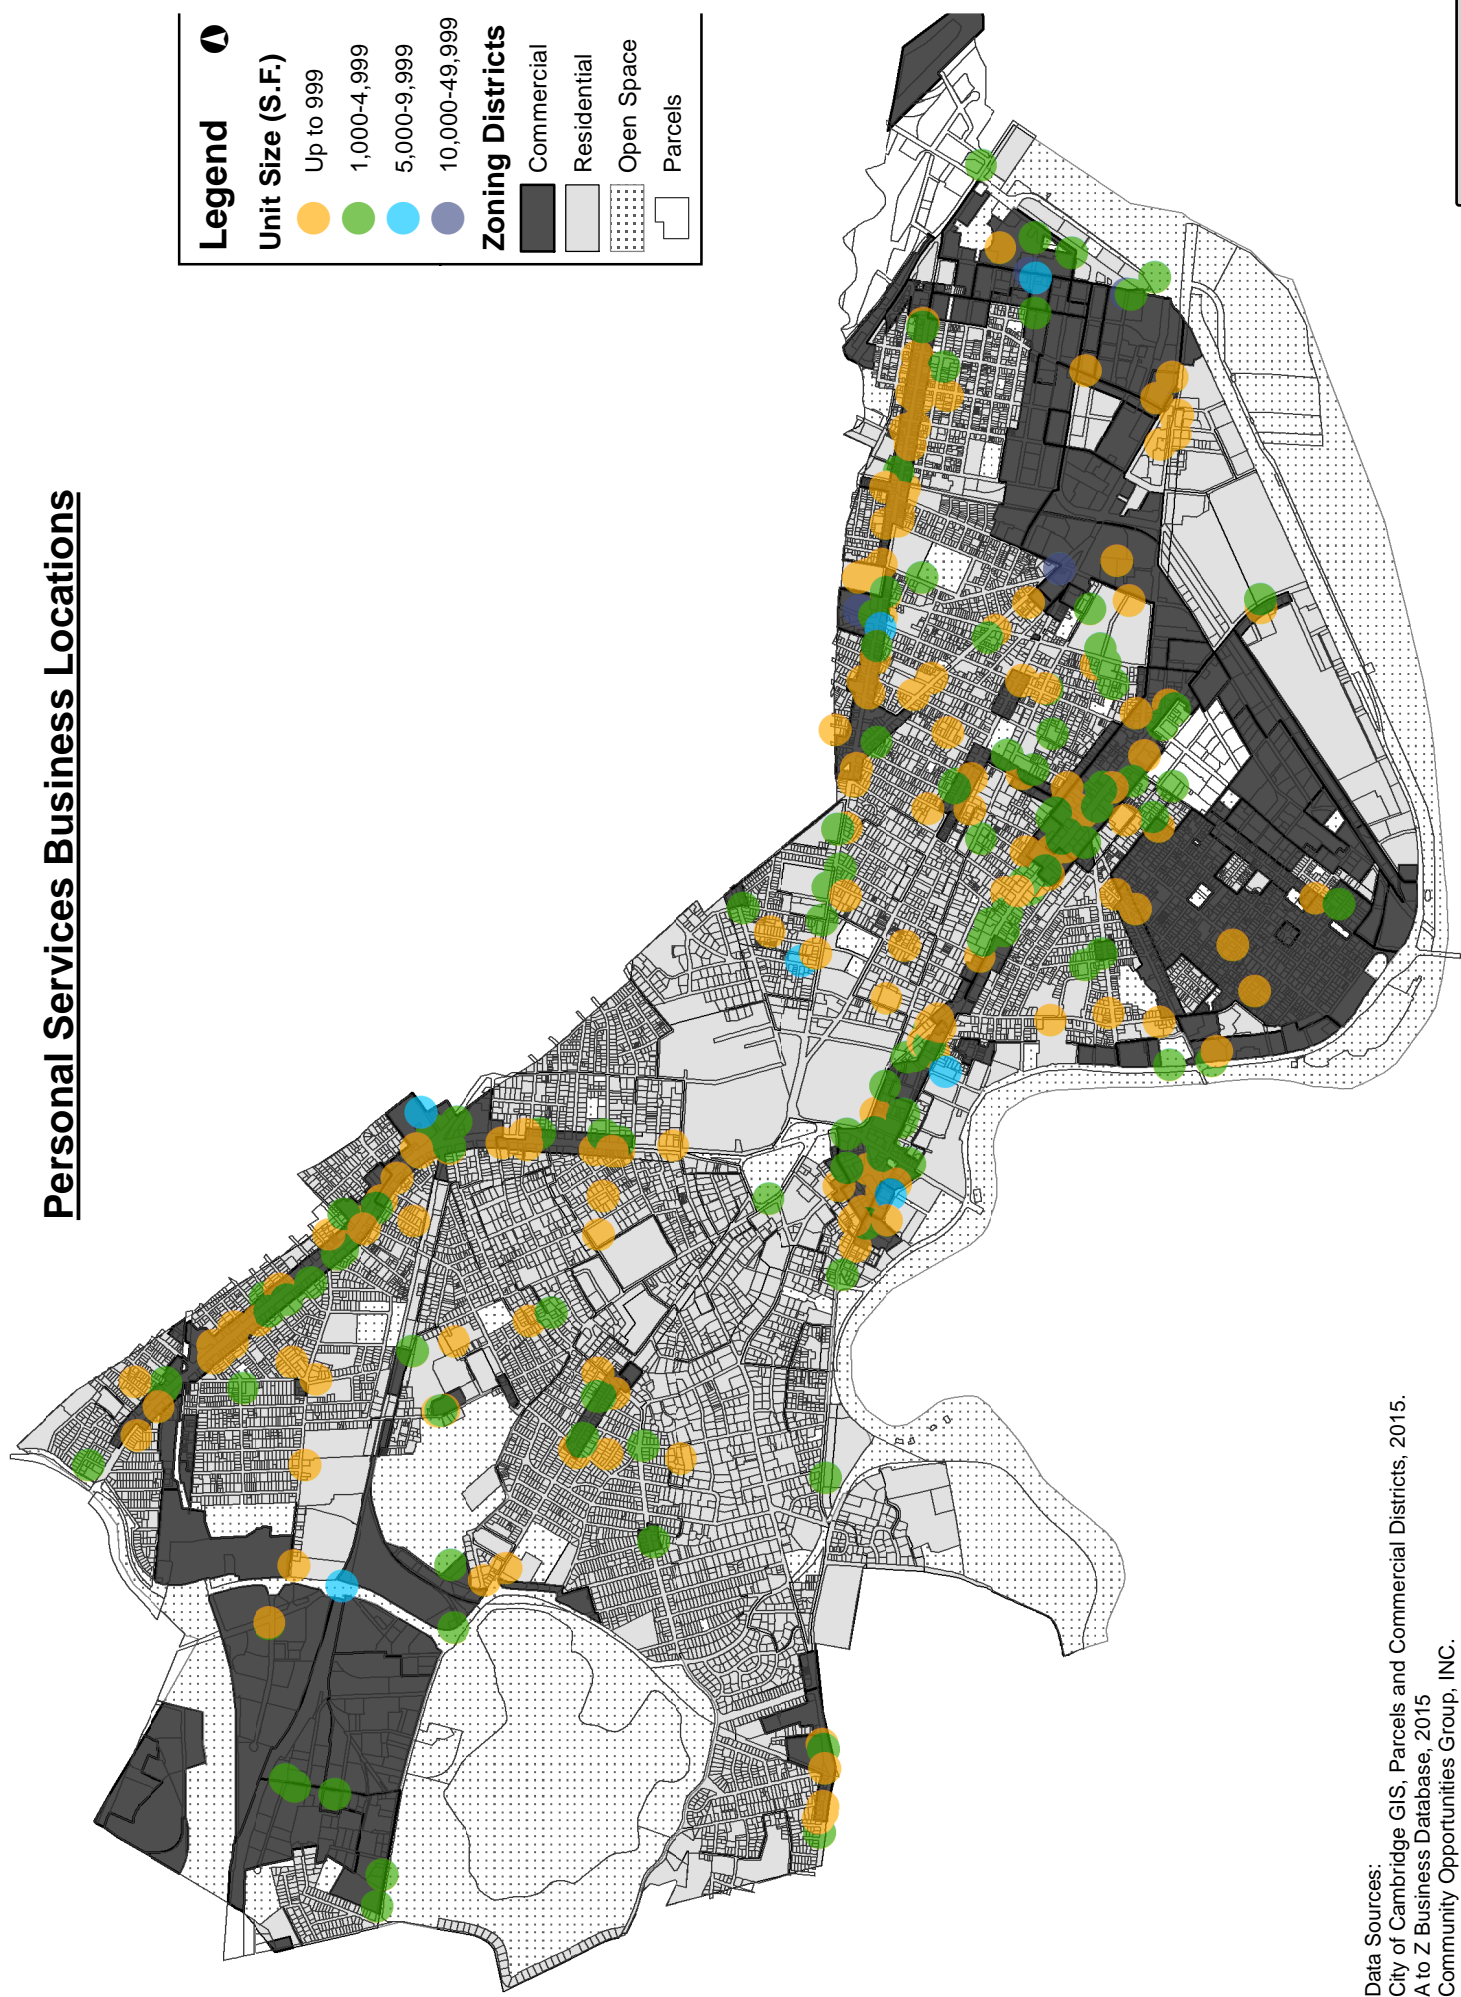 Personal Services Business Locations
Legend
Unit Size (S.F.)
Up to 999
1,000-4,999
5,000-9,999
10,000-49,999
Zoning Districts
Commercial
Residential
Open Space
Parcels
Data Sources:
City of Cambridge GIS, Parcels and Commercial Districts, 2015.
A to Z Business Database, 2015
Community Opportunities Group, INC.